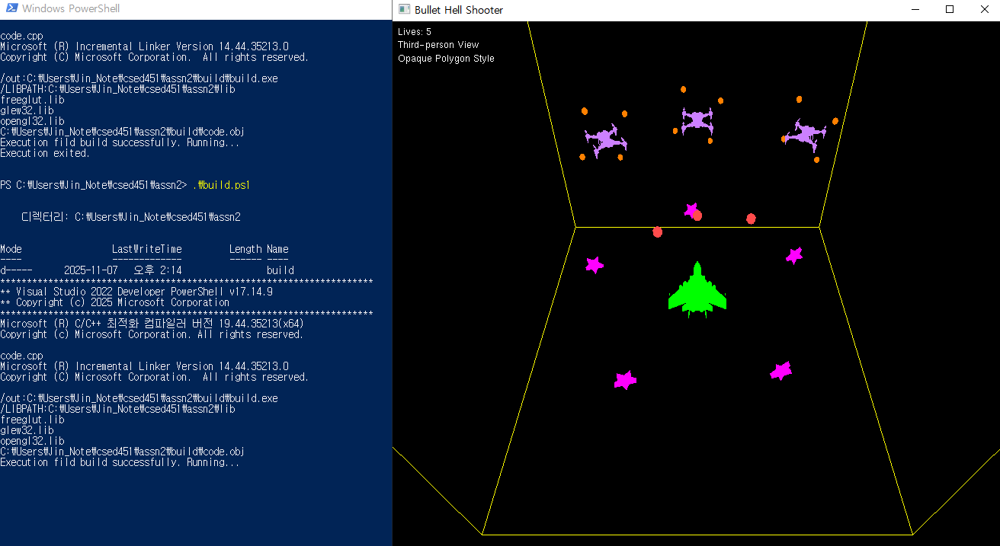 Windows PowerShell
code.cpp
Microsoft (R) Incremental Linker Version 14.44.35213.0
Copyright (C) Microsoft Corporation.  All rights reserved.
/out:C:₩Users₩Jin_Note₩csed451₩assn2₩build₩build.exe
/LIBPATH:C:₩Users₩Jin_Note₩csed451₩assn2₩lib
freeglut.lib
glew32.lib
opengl32.lib
C:₩Users₩Jin_Note₩csed451₩assn2₩build₩code.obj
Execution fild build successfully. Running...
Execution exited.
PS C:₩Users₩Jin_Note₩csed451₩assn2> .₩build.ps1
디렉터리: C:₩Users₩Jin_Note₩csed451₩assn2
Mode                 LastWriteTime         Length Name
----                 -------------         ------ ----
d-----      2025-11-07   오후 2:14                build
**********************************************************************
** Visual Studio 2022 Developer PowerShell v17.14.9
** Copyright (c) 2025 Microsoft Corporation
**********************************************************************
Microsoft (R) C/C++ 최적화 컴파일러 버전 19.44.35213(x64)
Copyright (c) Microsoft Corporation. All rights reserved.
code.cpp
Microsoft (R) Incremental Linker Version 14.44.35213.0
Copyright (C) Microsoft Corporation.  All rights reserved.
/out:C:₩Users₩Jin_Note₩csed451₩assn2₩build₩build.exe
/LIBPATH:C:₩Users₩Jin_Note₩csed451₩assn2₩lib
freeglut.lib
glew32.lib
opengl32.lib
C:₩Users₩Jin_Note₩csed451₩assn2₩build₩code.obj
Execution fild build successfully. Running...
Bullet Hell Shooter
Lives: 5
Third-person View
Opaque Polygon Style